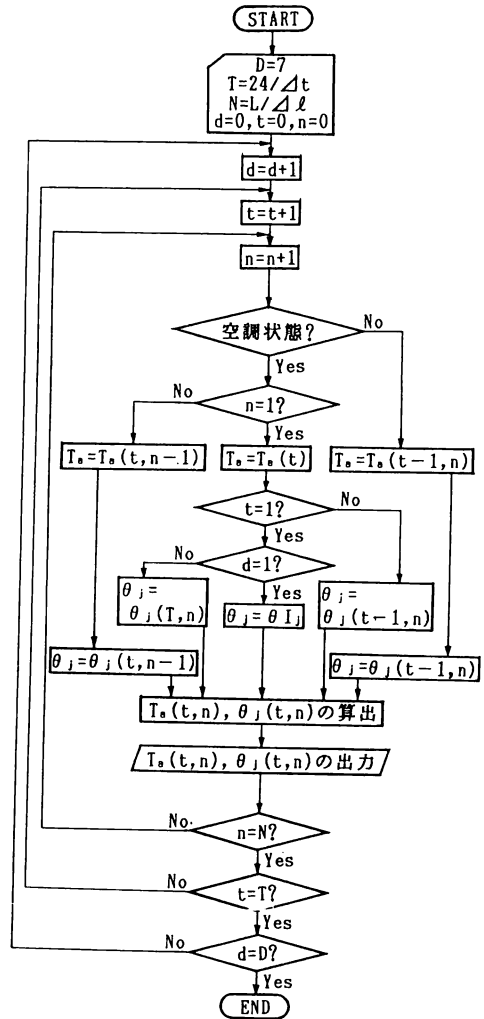 START
D=7
T=24/⊿t
N=L/⊿ℓ
d=0,t=0,n=0
d=d+1
t=t+1
n=n+1
空調状態?
No
Yes
No
n=1?
Yes
Tₐ=Tₐ(t,n-1)
Tₐ=Tₐ(t)
Tₐ=Tₐ(t-1,n)
t=1?
No
Yes
No
d=1?
Yes
θⱼ=
θⱼ(T,n)
θⱼ=θIⱼ
θⱼ=
θⱼ(t-1,n)
θⱼ=θⱼ(t,n-1)
θⱼ=θⱼ(t-1,n)
Tₐ(t,n),θⱼ(t,n)の算出
Tₐ(t,n),θⱼ(t,n)の出力
No
n=N?
Yes
No
t=T?
Yes
No
d=D?
Yes
END